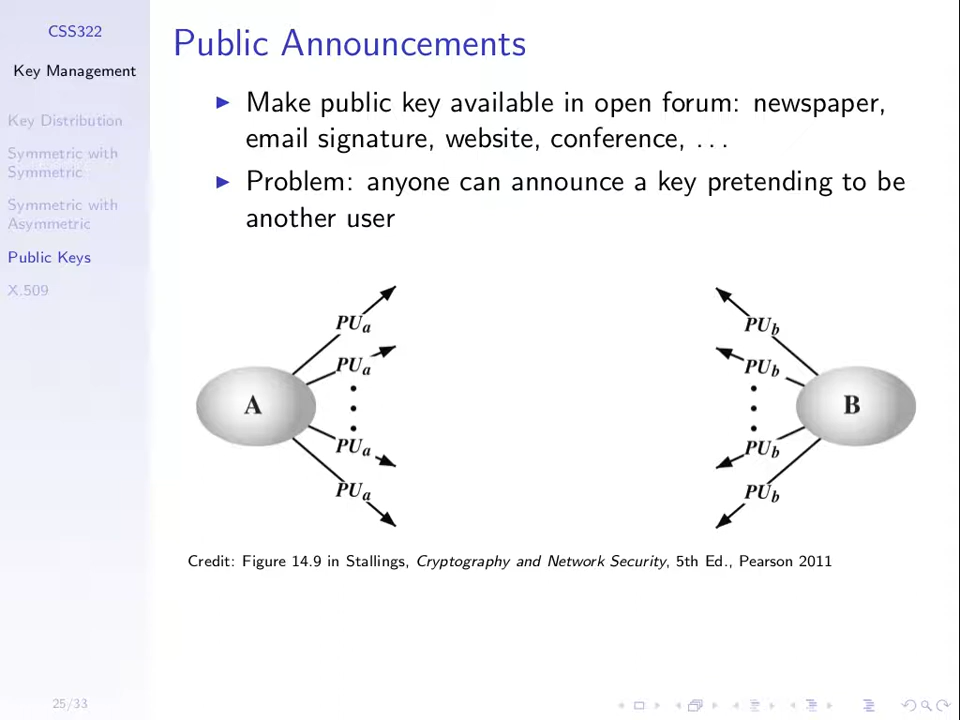 CSS322
Key Management
Key Distribution
Symmetric with
Symmetric
Symmetric with
Asymmetric
Public Keys
X.509
Public Announcements
Make public key available in open forum: newspaper,
email signature, website, conference, ...
Problem: anyone can announce a key pretending to be
another user
PUa
PUa
A
PUa
PUa
PUb
PUb
B
PUb
PUb
Credit: Figure 14.9 in Stallings, Cryptography and Network Security, 5th Ed., Pearson 2011
25/33